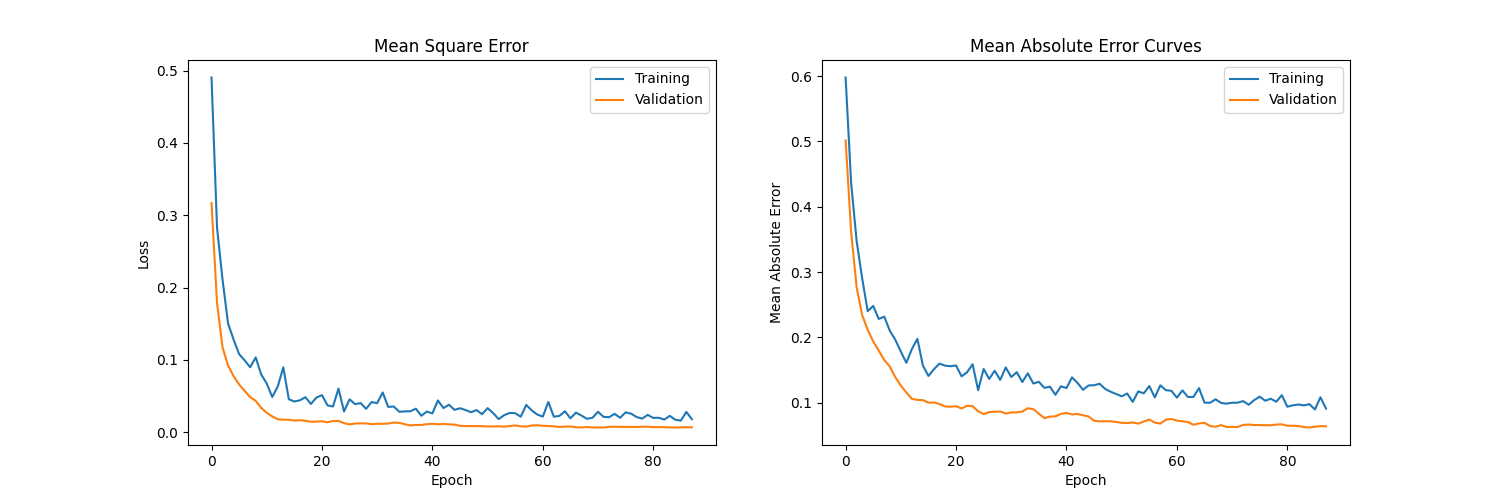 Mean Square Error
0.5
0.4
0.3
0.2
0.1
0.0
Loss
0 20 40 60 80
Epoch
Training
Validation
Mean Absolute Error Curves
0.6
0.5
0.4
0.3
0.2
0.1
Mean Absolute Error
0 20 40 60 80
Epoch
Training
Validation